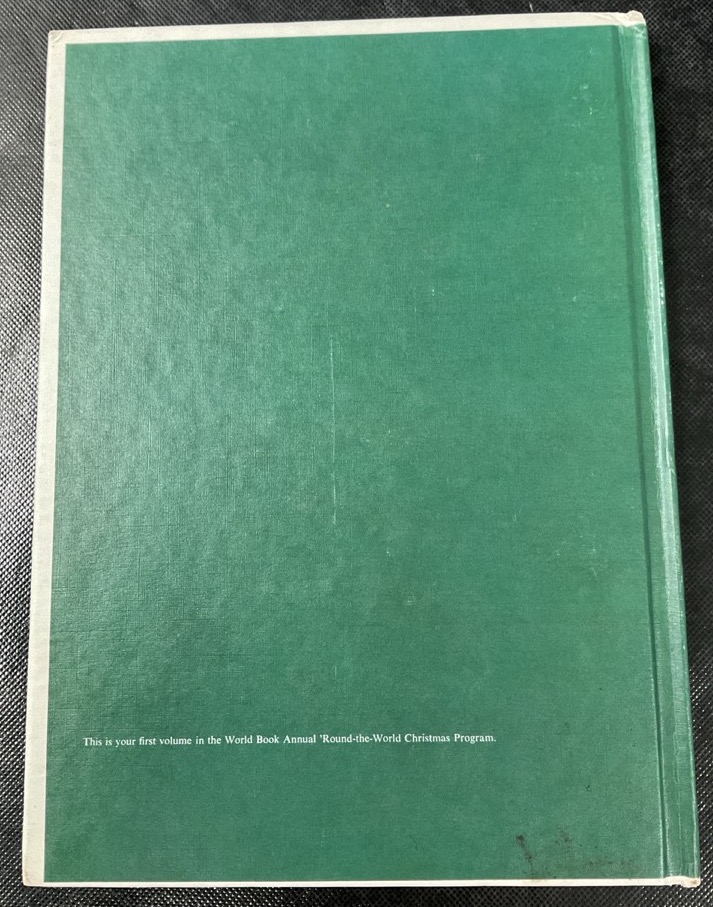 This is your first volume in the World Book Annual 'Round-the-World Christmas Program.